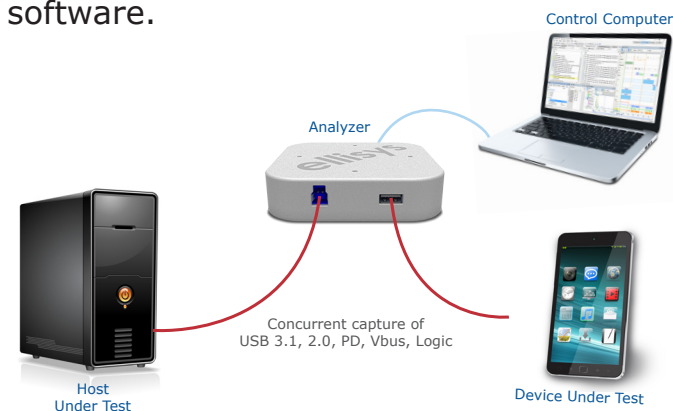 software.
Control Computer
Analyzer
ellisys
Concurrent capture of
USB 3.1, 2.0, PD, Vbus, Logic
Host
Under Test
Device Under Test